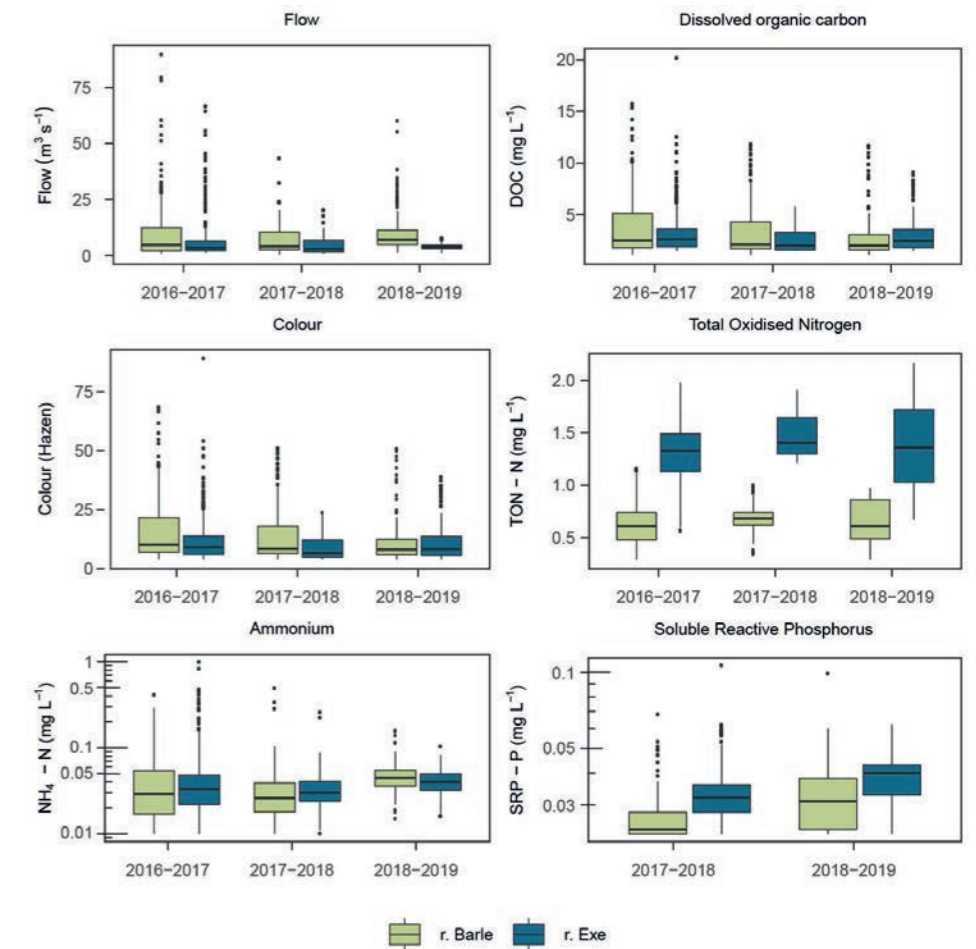 Flow
Flow (m³ s⁻¹)
75
50
25
0
2016−2017
2017−2018
2018−2019
Dissolved organic carbon
DOC (mg L⁻¹)
20
15
10
5
2016−2017
2017−2018
2018−2019
Colour
Colour (Hazen)
75
50
25
0
2016−2017
2017−2018
2018−2019
Total Oxidised Nitrogen
TON − N (mg L⁻¹)
2.0
1.5
1.0
0.5
2016−2017
2017−2018
2018−2019
Ammonium
NH₄ − N (mg L⁻¹)
1
0.5
0.1
0.05
0.01
2016−2017
2017−2018
2018−2019
Soluble Reactive Phosphorus
SRP − P (mg L⁻¹)
0.1
0.05
0.03
2017−2018
2018−2019
r. Barle
r. Exe